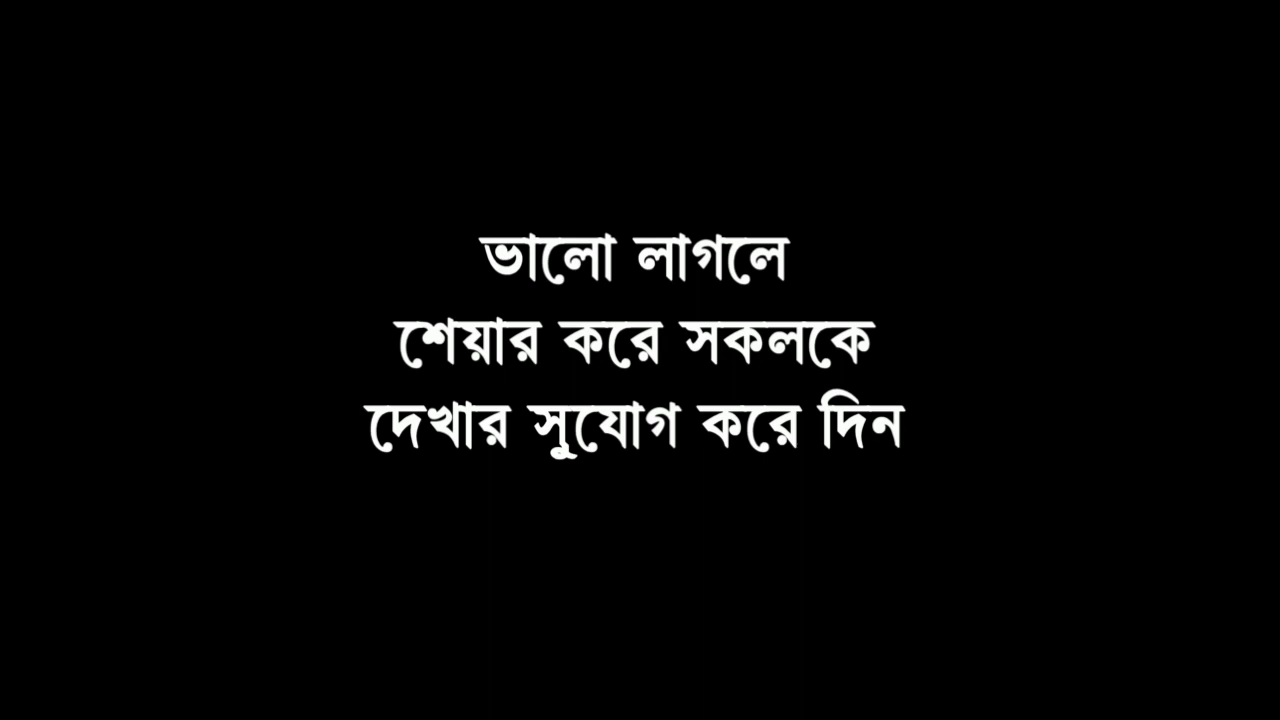 ভালো লাগলে
শেয়ার করে সকলকে
দেখার সুযোগ করে দিন